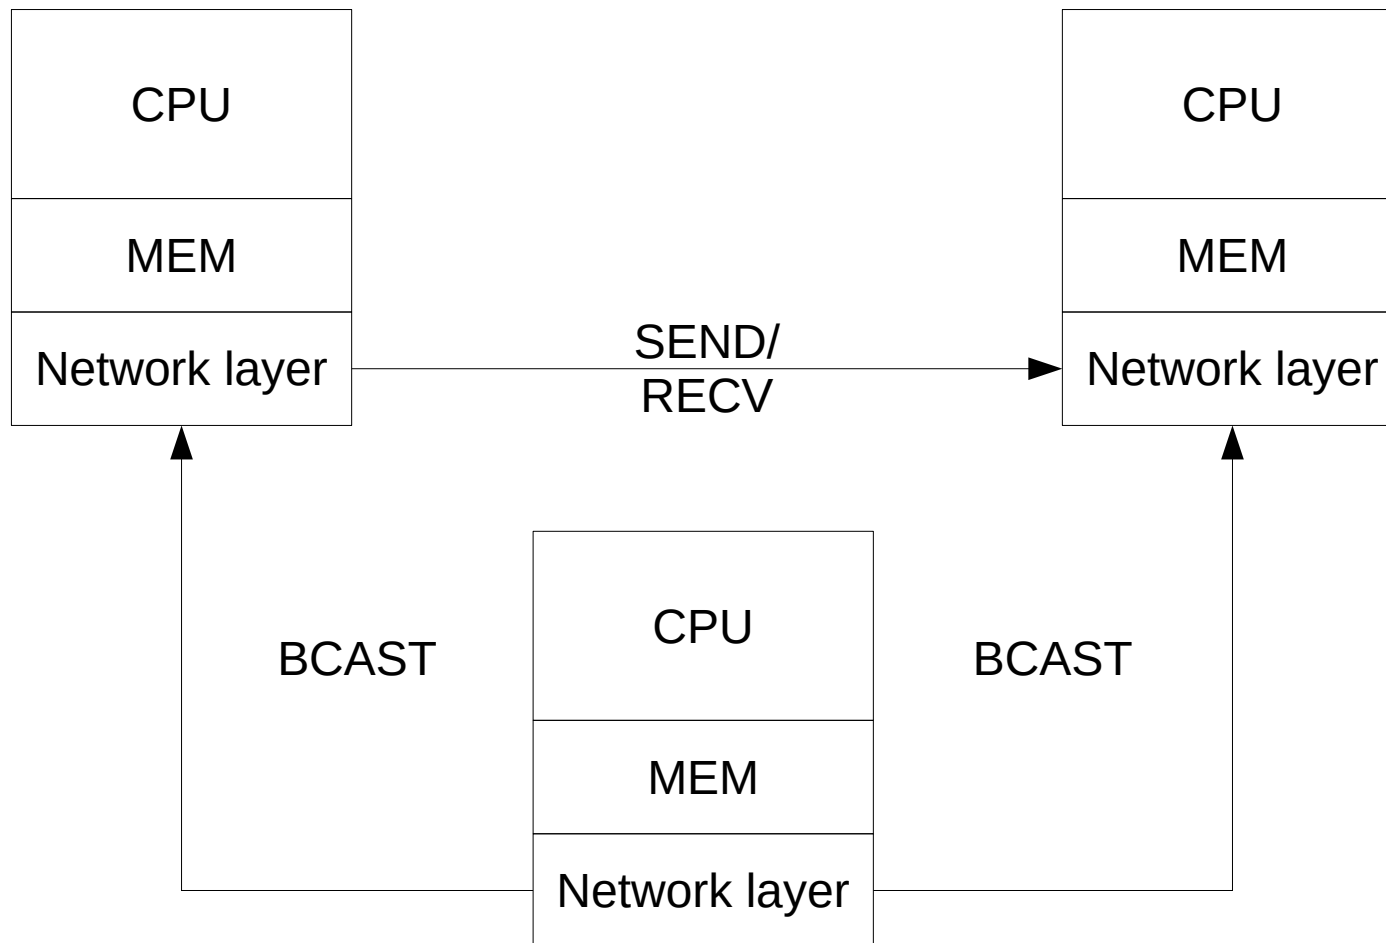 CPU
MEM
Network layer
CPU
MEM
Network layer
SEND/
RECV
BCAST
BCAST
CPU
MEM
Network layer